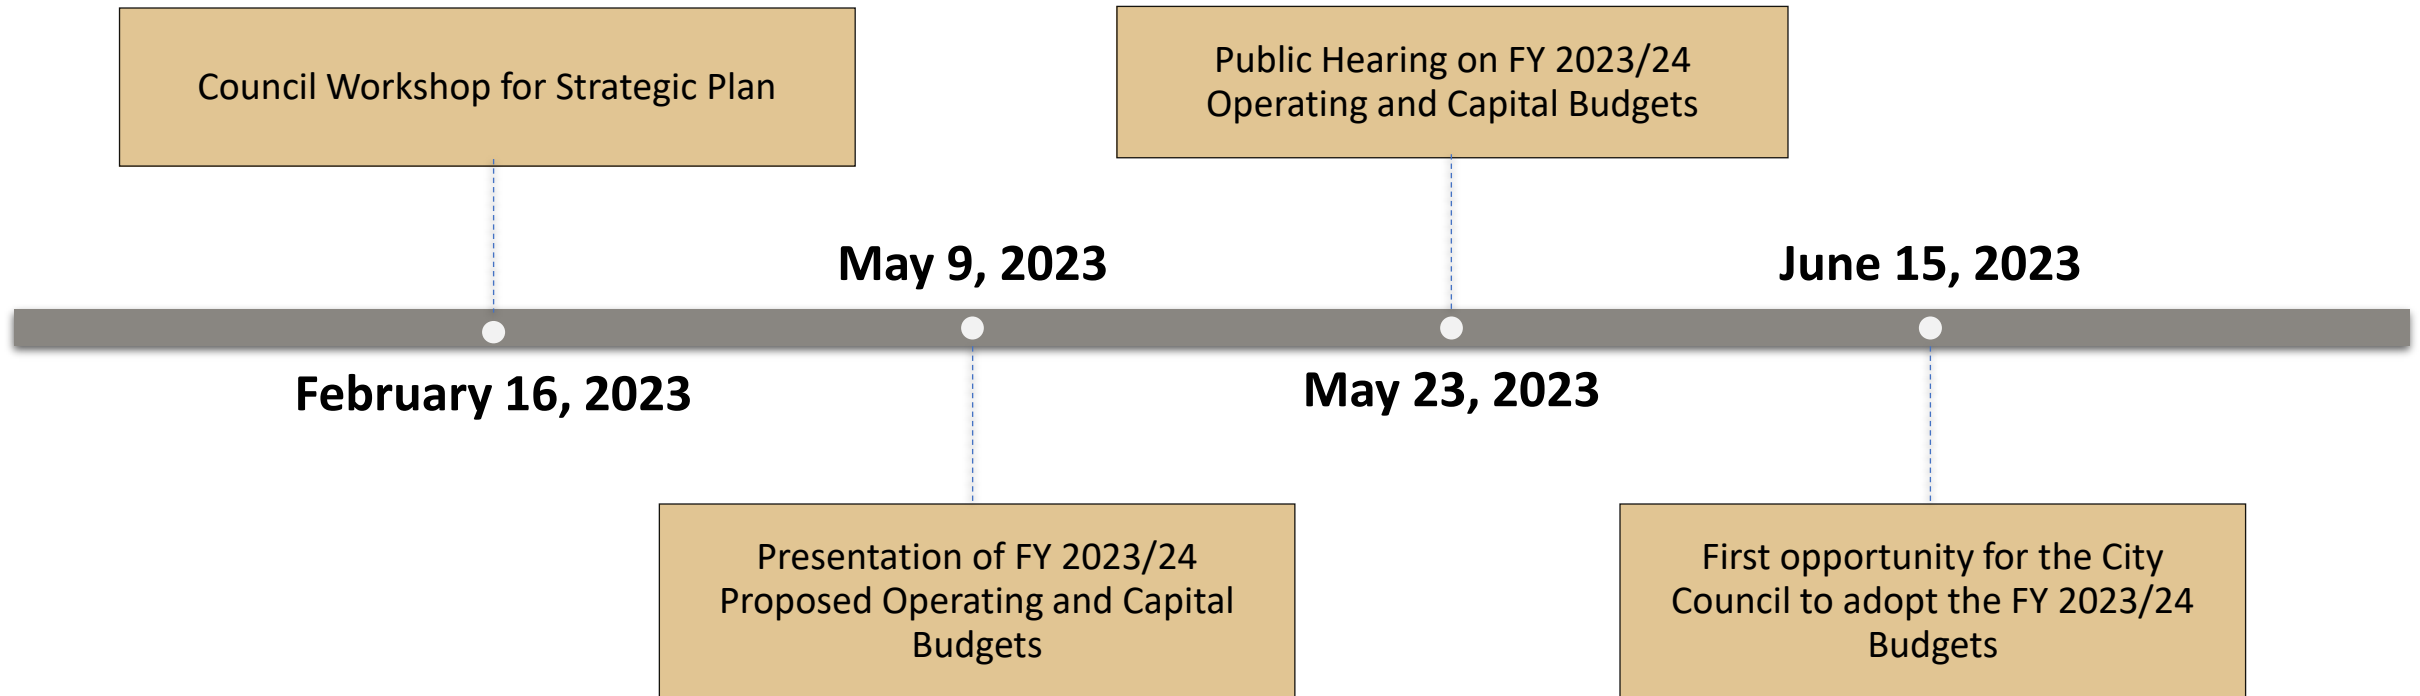 Council Workshop for Strategic Plan
Public Hearing on FY 2023/24
Operating and Capital Budgets
May 9, 2023
June 15, 2023
February 16, 2023
May 23, 2023
Presentation of FY 2023/24
Proposed Operating and Capital
Budgets
First opportunity for the City
Council to adopt the FY 2023/24
Budgets